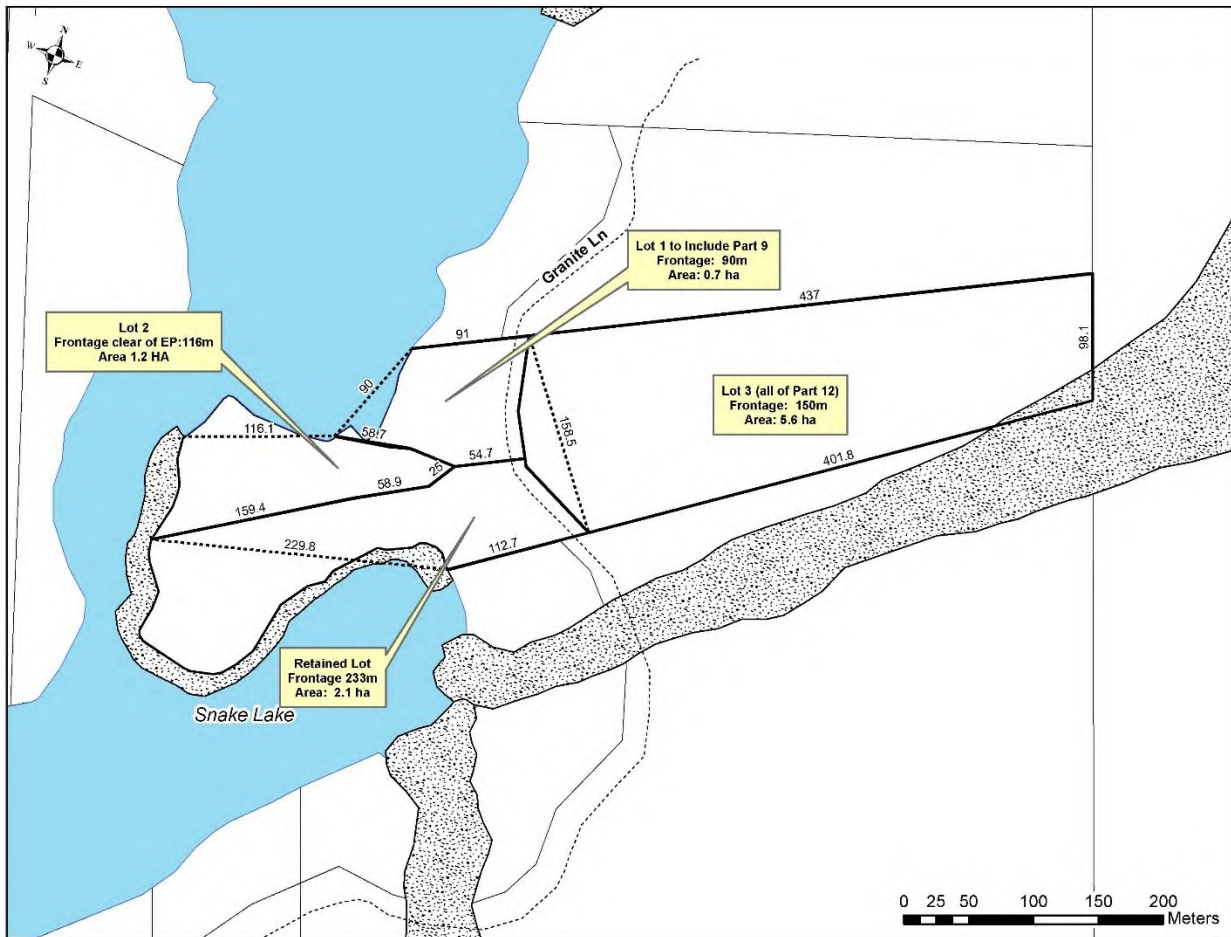 N
W
E
S
Granite Ln
Lot 1 to Include Part 9
Frontage: 90m
Area: 0.7 ha
437
91
98.1
Lot 2
Frontage clear of EP:116m
Area 1.2 HA
90
158.5
Lot 3 (all of Part 12)
Frontage: 150m
Area: 5.6 ha
116.1
58.7
54.7
25
401.8
58.9
159.4
229.8
112.7
Retained Lot
Frontage 233m
Area: 2.1 ha
Snake Lake
0 25 50 100 150 200
Meters